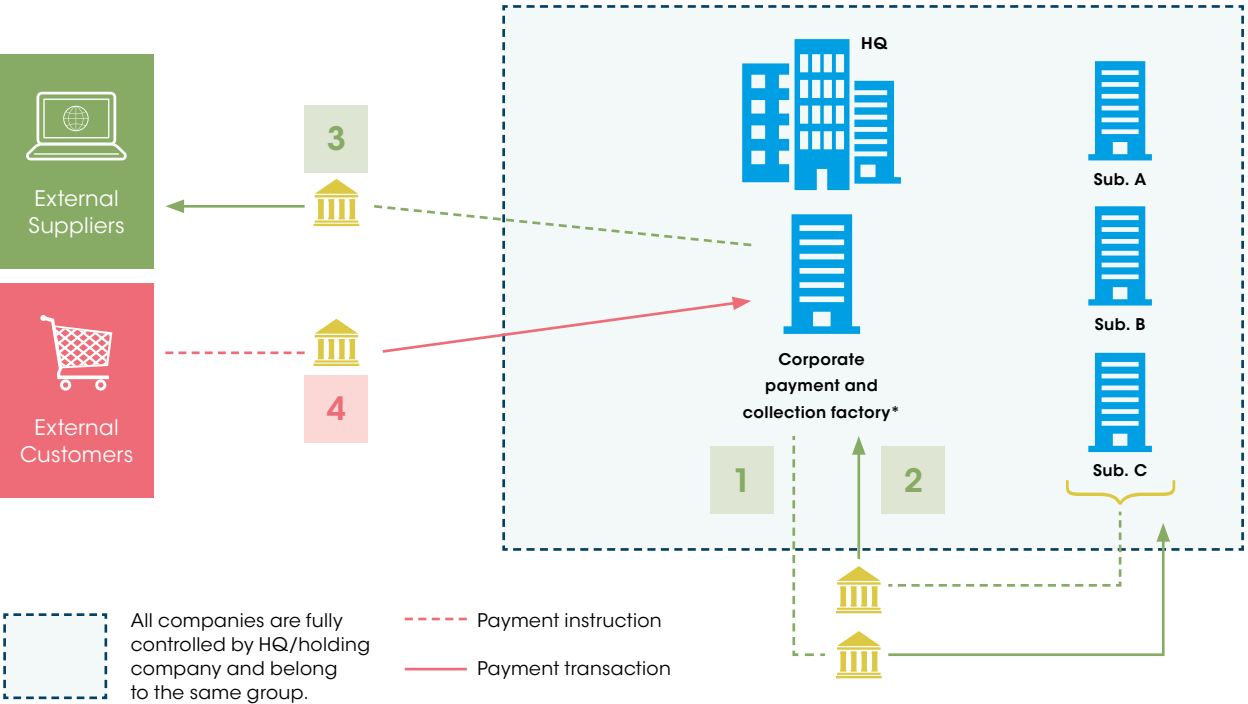 HQ
3
Sub. A
External
Suppliers
Sub. B
4
Corporate
payment and
collection factory*
External
Customers
1
2
Sub. C
All companies are fully
controlled by HQ/holding
company and belong
to the same group.
Payment instruction
Payment transaction